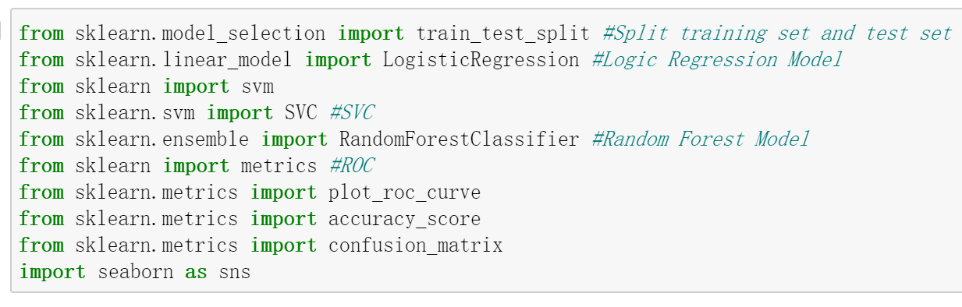 from sklearn.model_selection import train_test_split #Split training set and test set
from sklearn.linear_model import LogisticRegression #Logic Regression Model
from sklearn import svm
from sklearn.svm import SVC #SVC
from sklearn.ensemble import RandomForestClassifier #Random Forest Model
from sklearn import metrics #ROC
from sklearn.metrics import plot_roc_curve
from sklearn.metrics import accuracy_score
from sklearn.metrics import confusion_matrix
import seaborn as sns